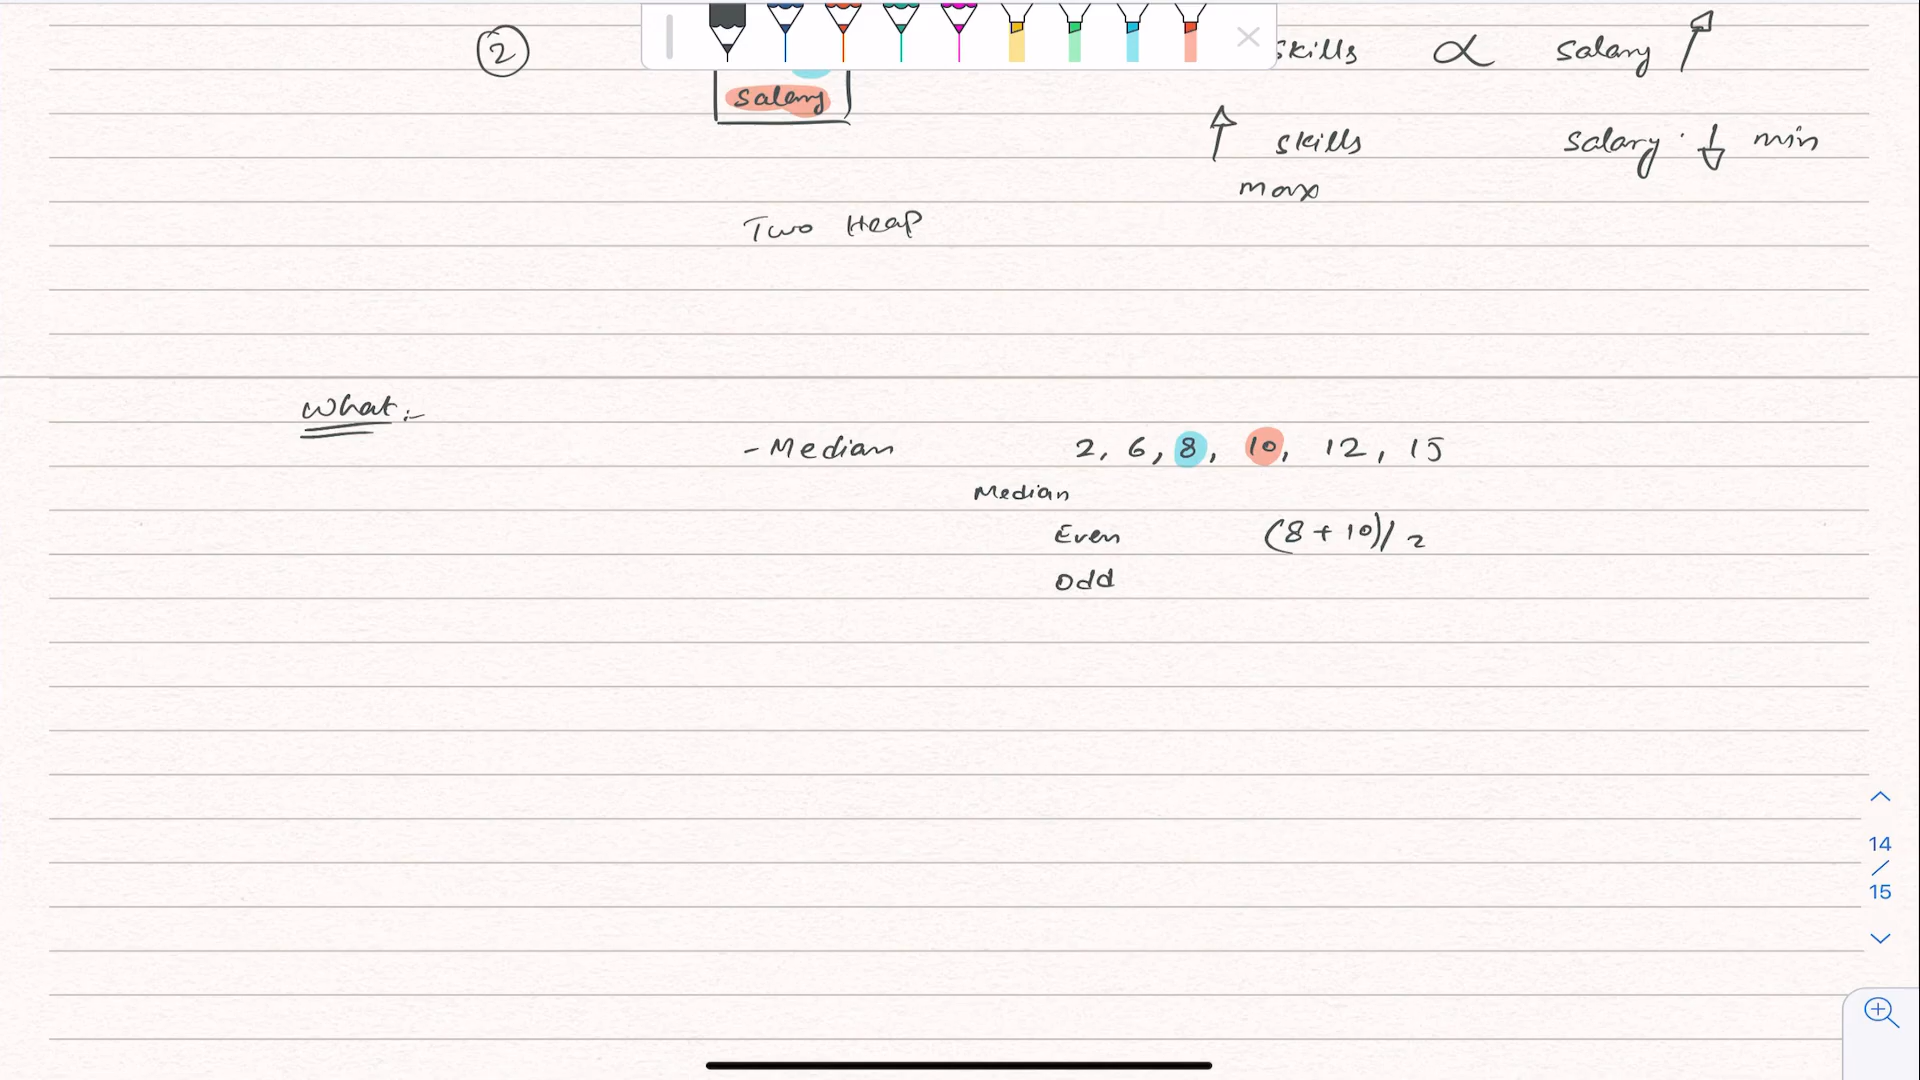 2
skills ∝ salary
salary
skills salary · min
max
Two Heap
What :-
- Median 2, 6, 8, 10, 12, 15
Median
Even (8 + 10)/2
odd
14
/
15